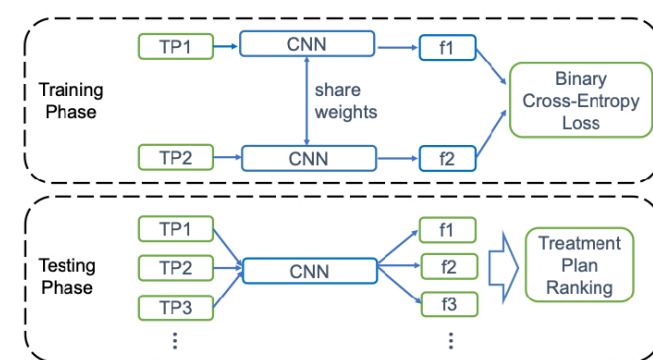 Training
Phase
TP1
CNN
f1
share
weights
TP2
CNN
f2
Binary
Cross-Entropy
Loss
Testing
Phase
TP1
TP2
TP3
⋮
CNN
f1
f2
f3
⋮
Treatment
Plan
Ranking